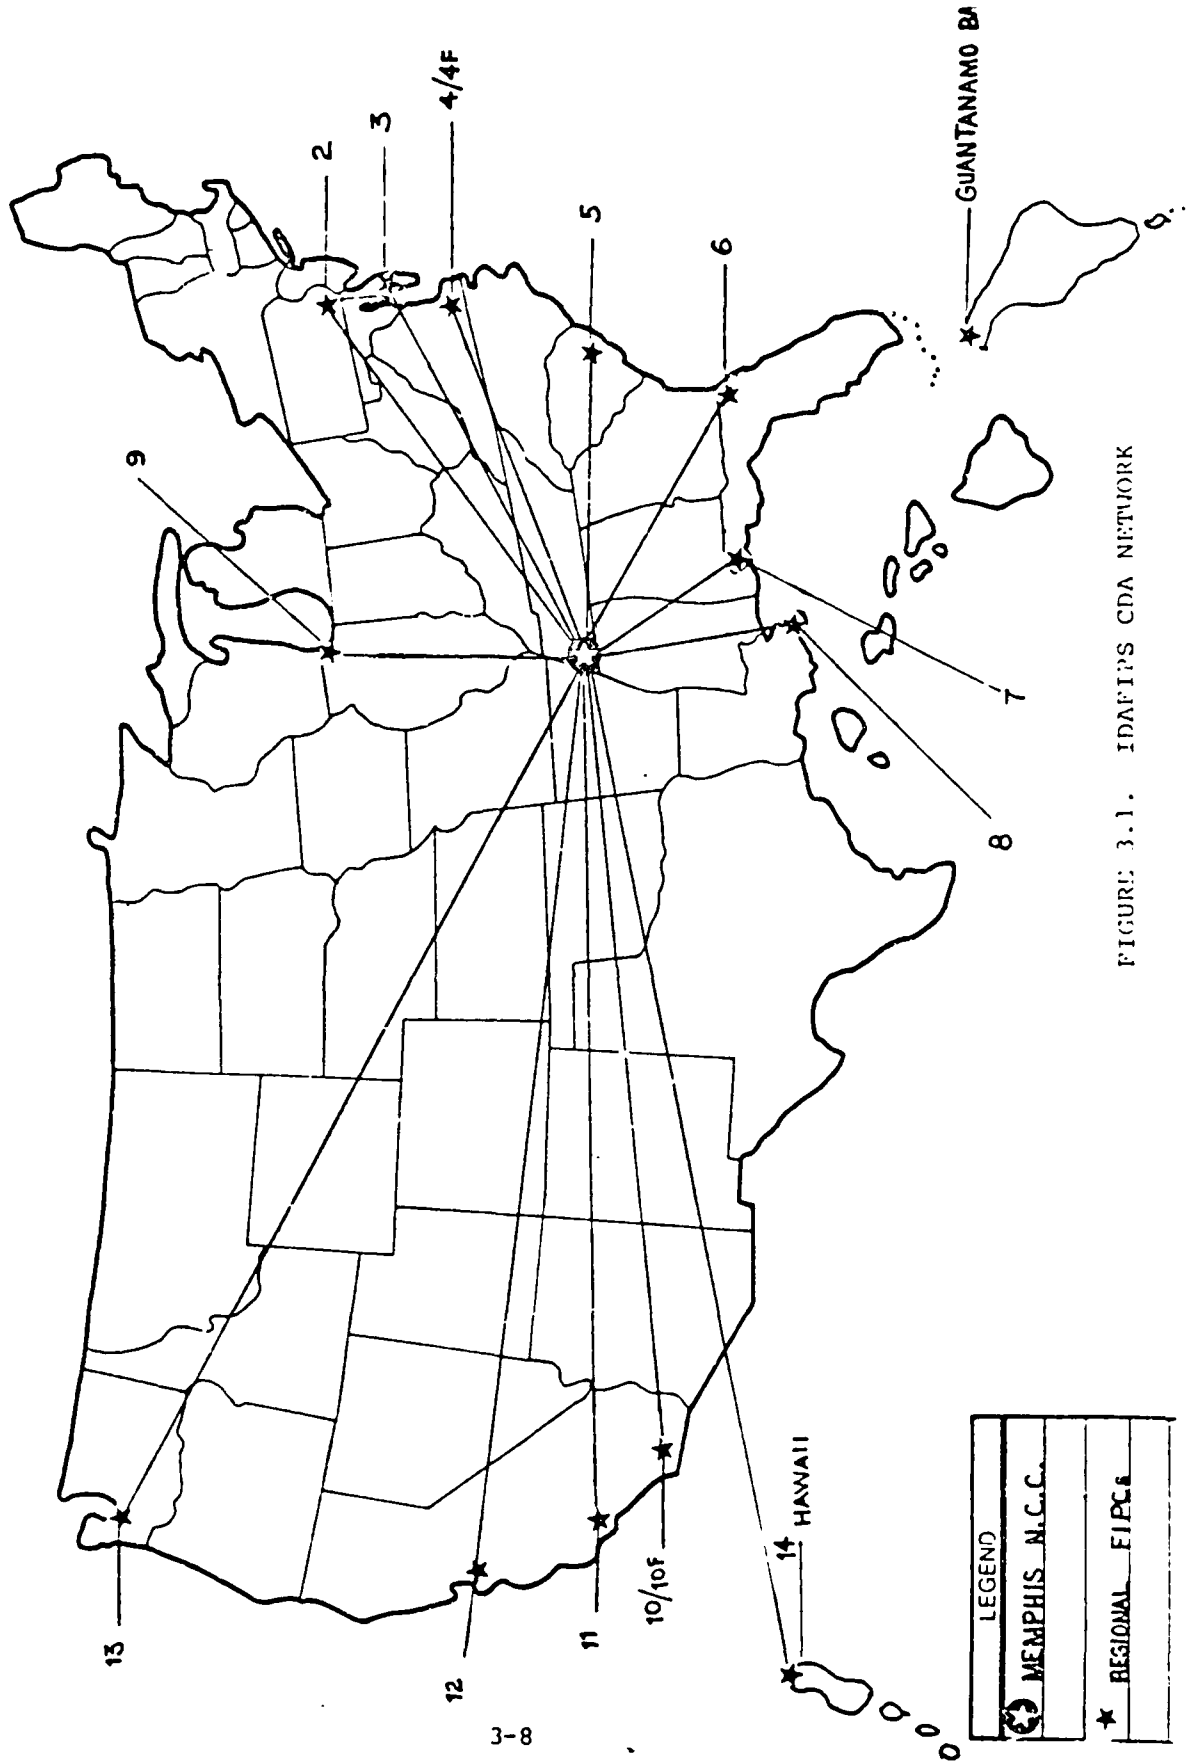 2
3
4/4F
5
6
GUANTANAMO BA
9
7
8
13
12
11
10/10F
14
HAWAII
FIGURE 3.1. IDAFIPS CDA NETWORK
LEGEND
MEMPHIS N.C.C.
REGIONAL FIPCs
3-8